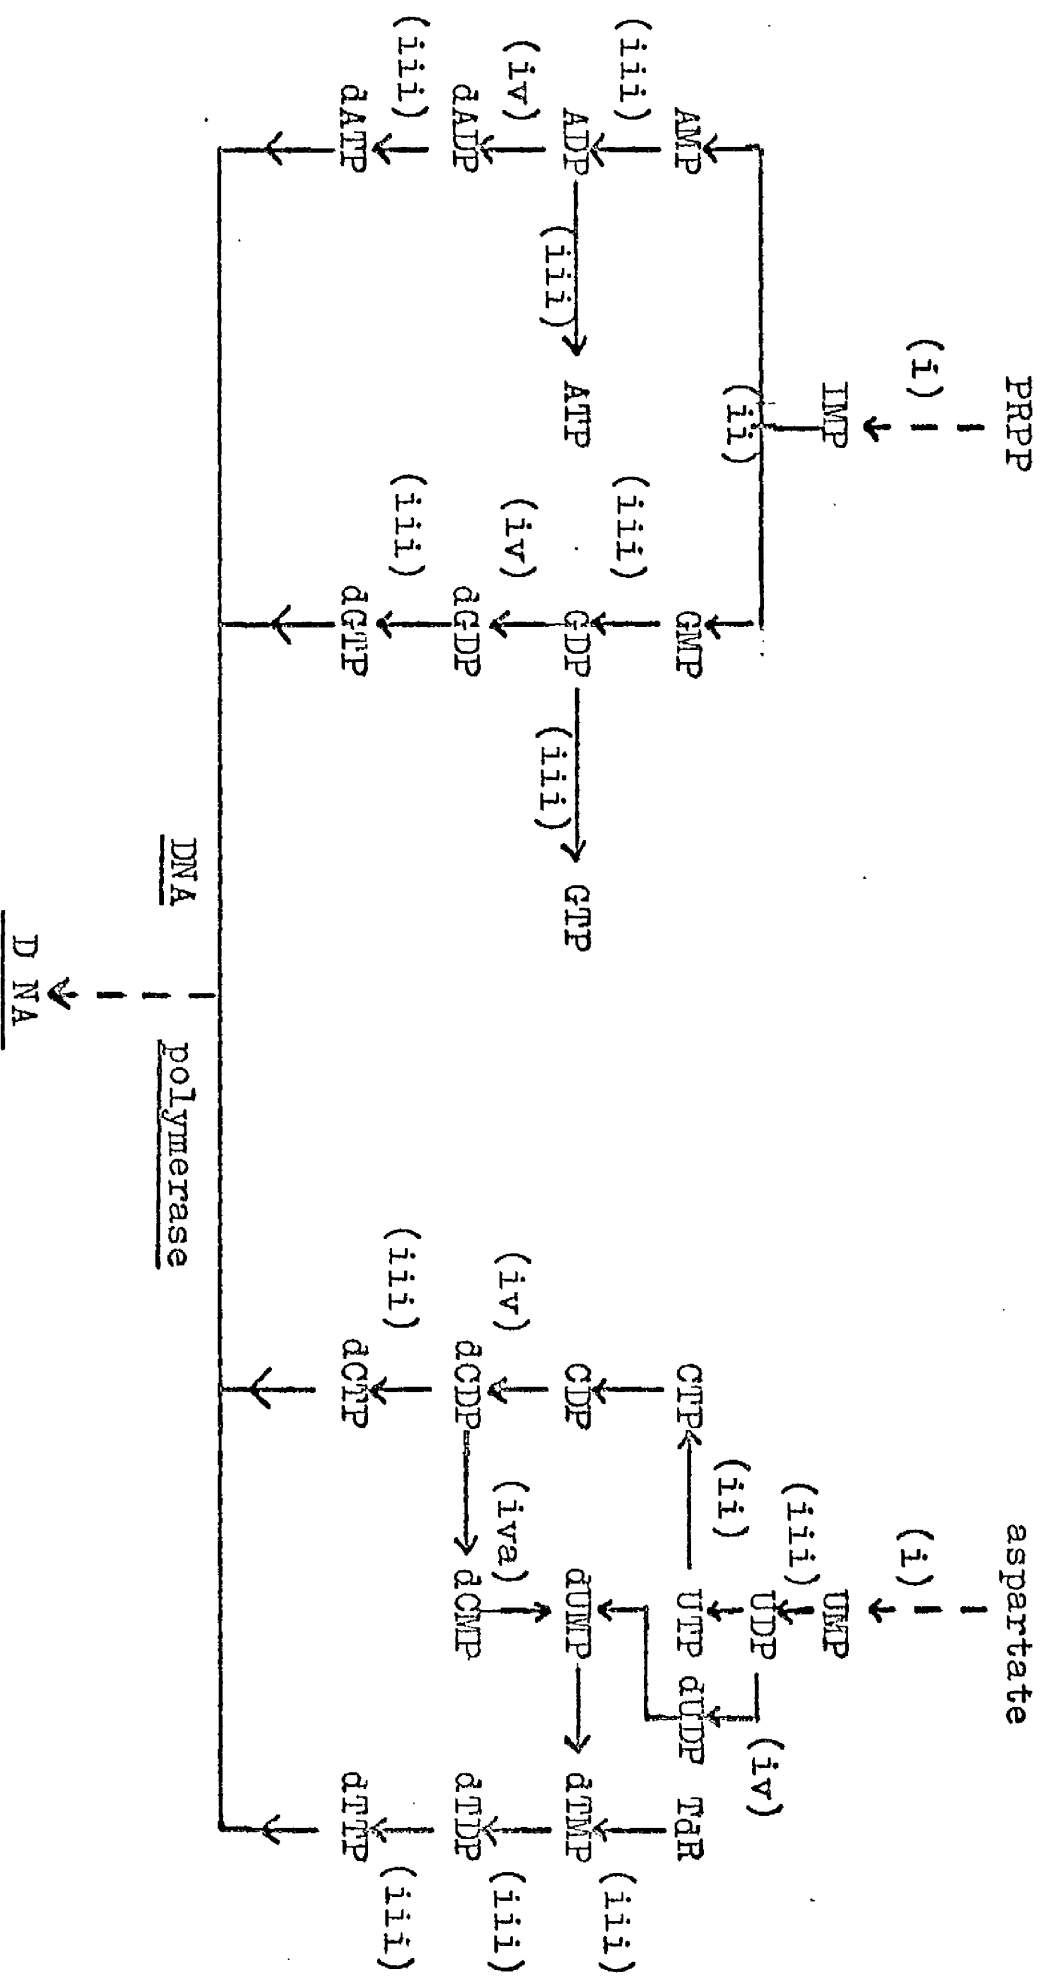 PRPP aspartate
(i) (i)
IMP UMP
(iii)
UDP (iv)
(ii) (ii)
AMP GMP CTP UTP dUDP TdR
(iii) (iii) (iii)
ADP ATP GDP GTP CDP dUMP dTMP
(iii) (iii)
(iv) (iv) (iv) (iva) (iii)
dADP dGDP dCDP dCMP dTDP
(iii) (iii) (iii) (iii)
dATP dGTP dCTP dTTP
DNA polymerase
D NA